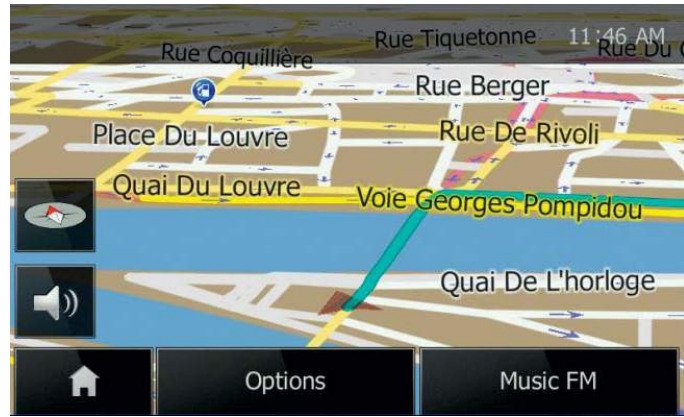 11:46 AM
Rue Tiquetonne
Rue Coquillière
Rue Du
Rue Berger
Place Du Louvre
Rue De Rivoli
Quai Du Louvre
Voie Georges Pompidou
Quai De L'horloge
Options
Music FM